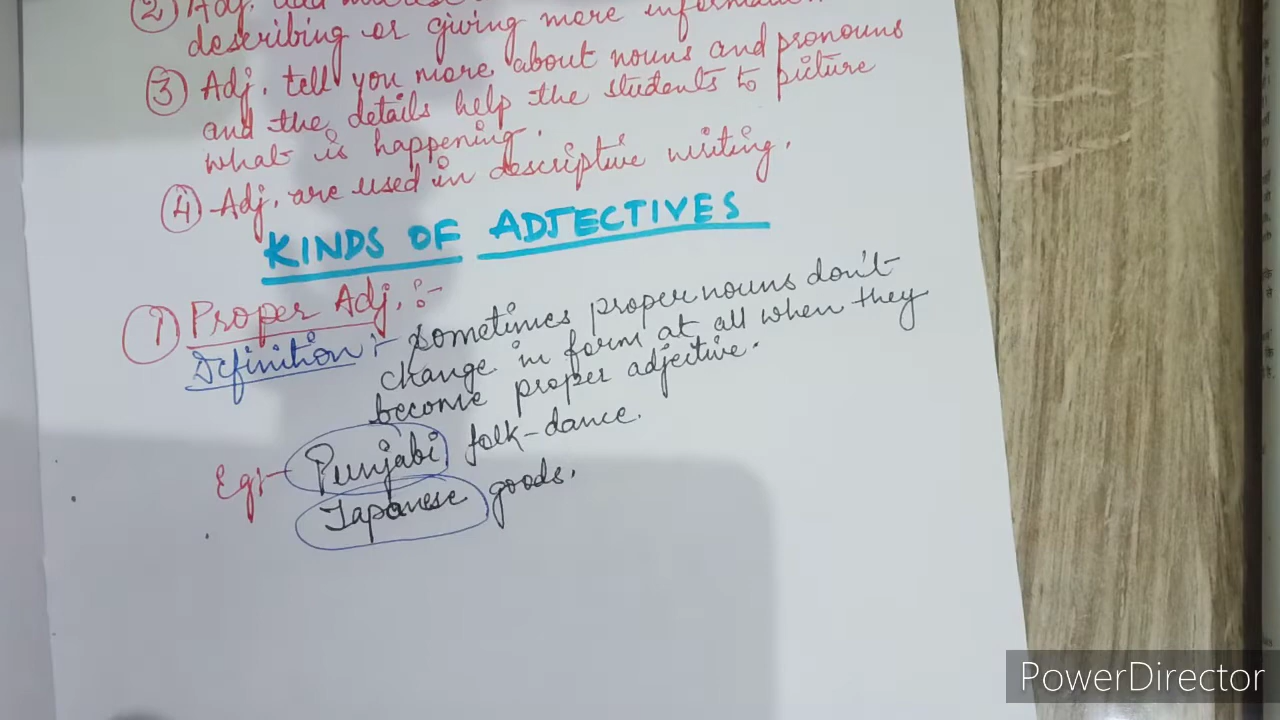 ② Adj. add
describing or giving more information
③ Adj. tell you more about nouns and pronouns
and the details help the students to picture
what is happening.
④ Adj. are used in descriptive writing.
KINDS OF ADJECTIVES
① Proper Adj. :-
Definition :- Sometimes proper nouns don't
change in form at all when they
become proper adjective.
Eg:- Punjabi folk-dance.
Japanese goods.
PowerDirector